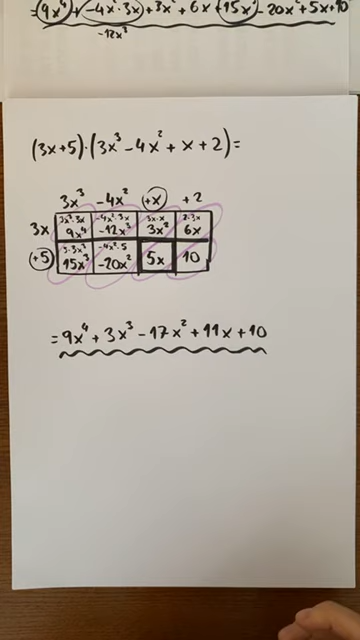 =9x⁴+(-4x²·3x)+3x²+6x+15x³-20x²+5x+10
-12x³
(3x+5)·(3x³-4x²+x+2)=
3x³ -4x² +x +2
3x³·3x -4x²·3x 3x·x 2·3x
3x 9x⁴ -12x³ 3x² 6x
5·3x³ -4x²·5
+5 15x³ -20x² 5x 10
=9x⁴+3x³-17x²+11x+10